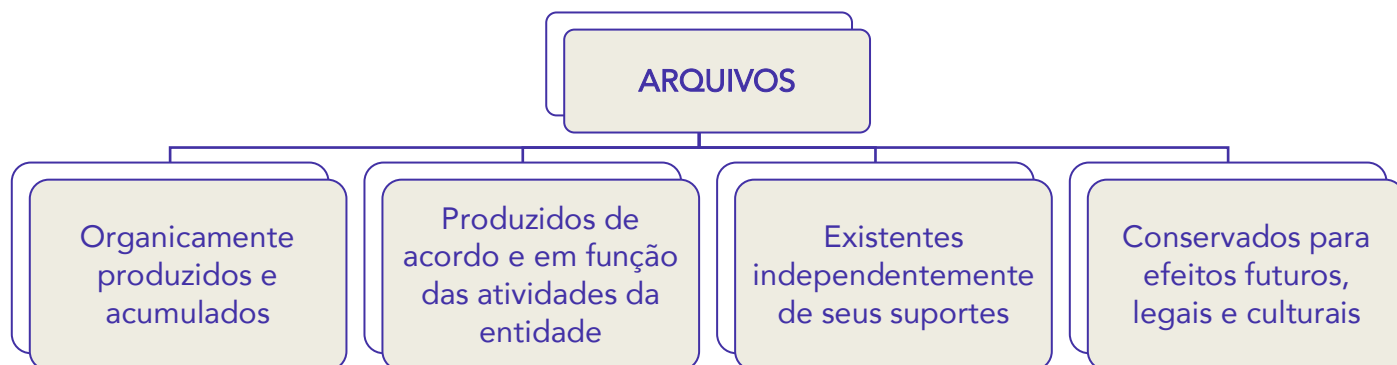 ARQUIVOS
Organicamente
produzidos e
acumulados
Produzidos de
acordo e em função
das atividades da
entidade
Existentes
independentemente
de seus suportes
Conservados para
efeitos futuros,
legais e culturais